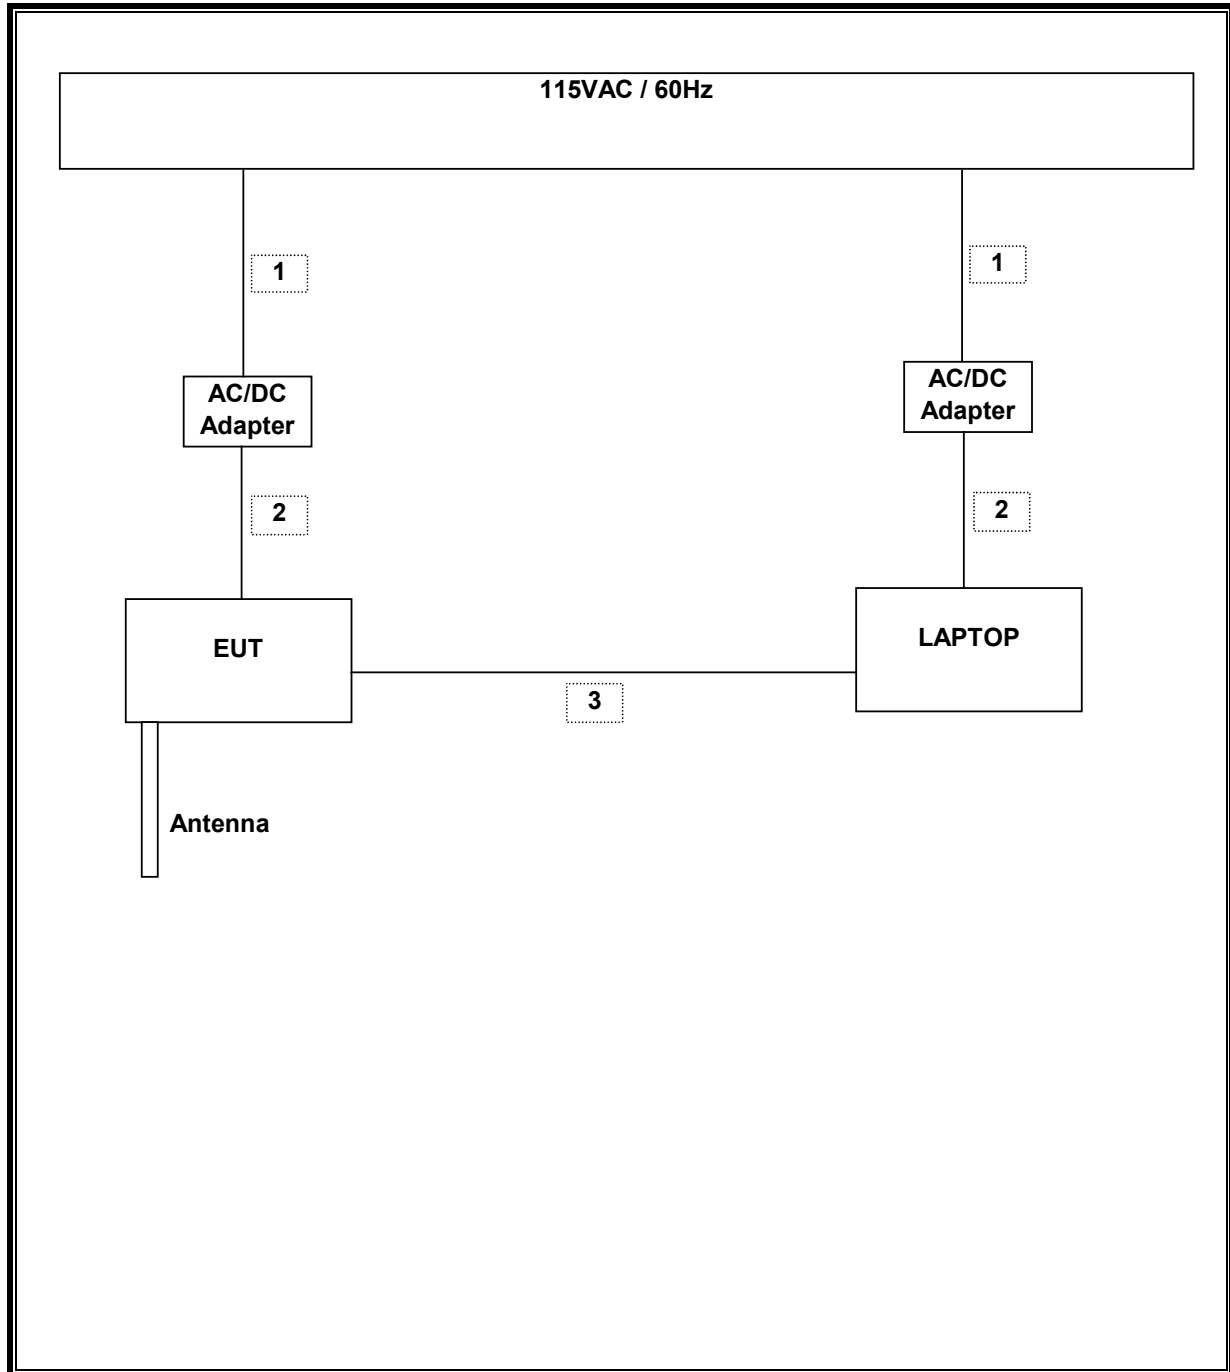 115VAC / 60Hz
1
1
AC/DC
Adapter
AC/DC
Adapter
2
2
EUT
LAPTOP
3
Antenna